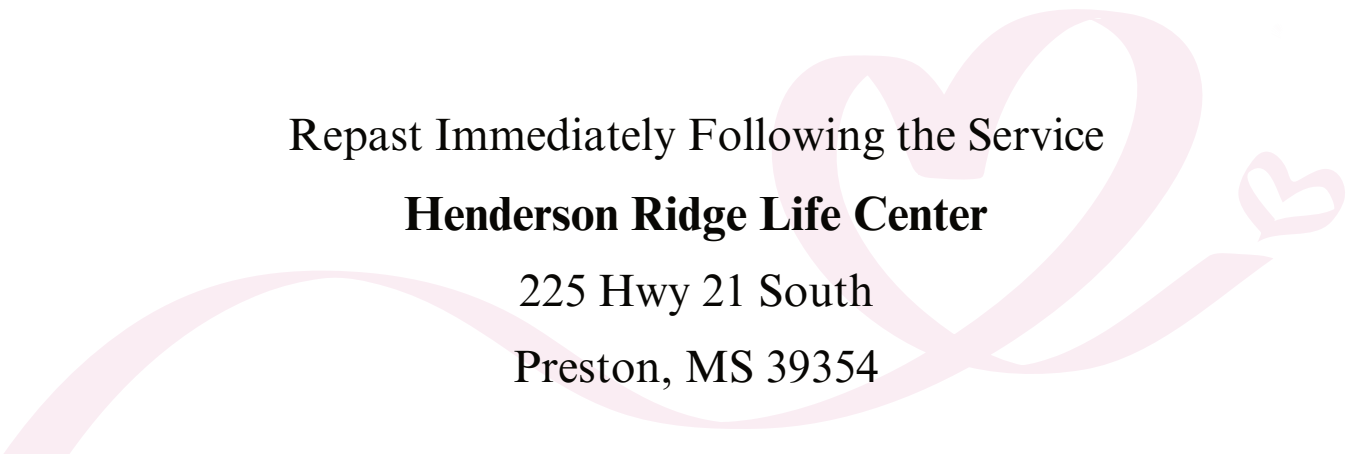 Repast Immediately Following the Service
Henderson Ridge Life Center
225 Hwy 21 South
Preston, MS 39354